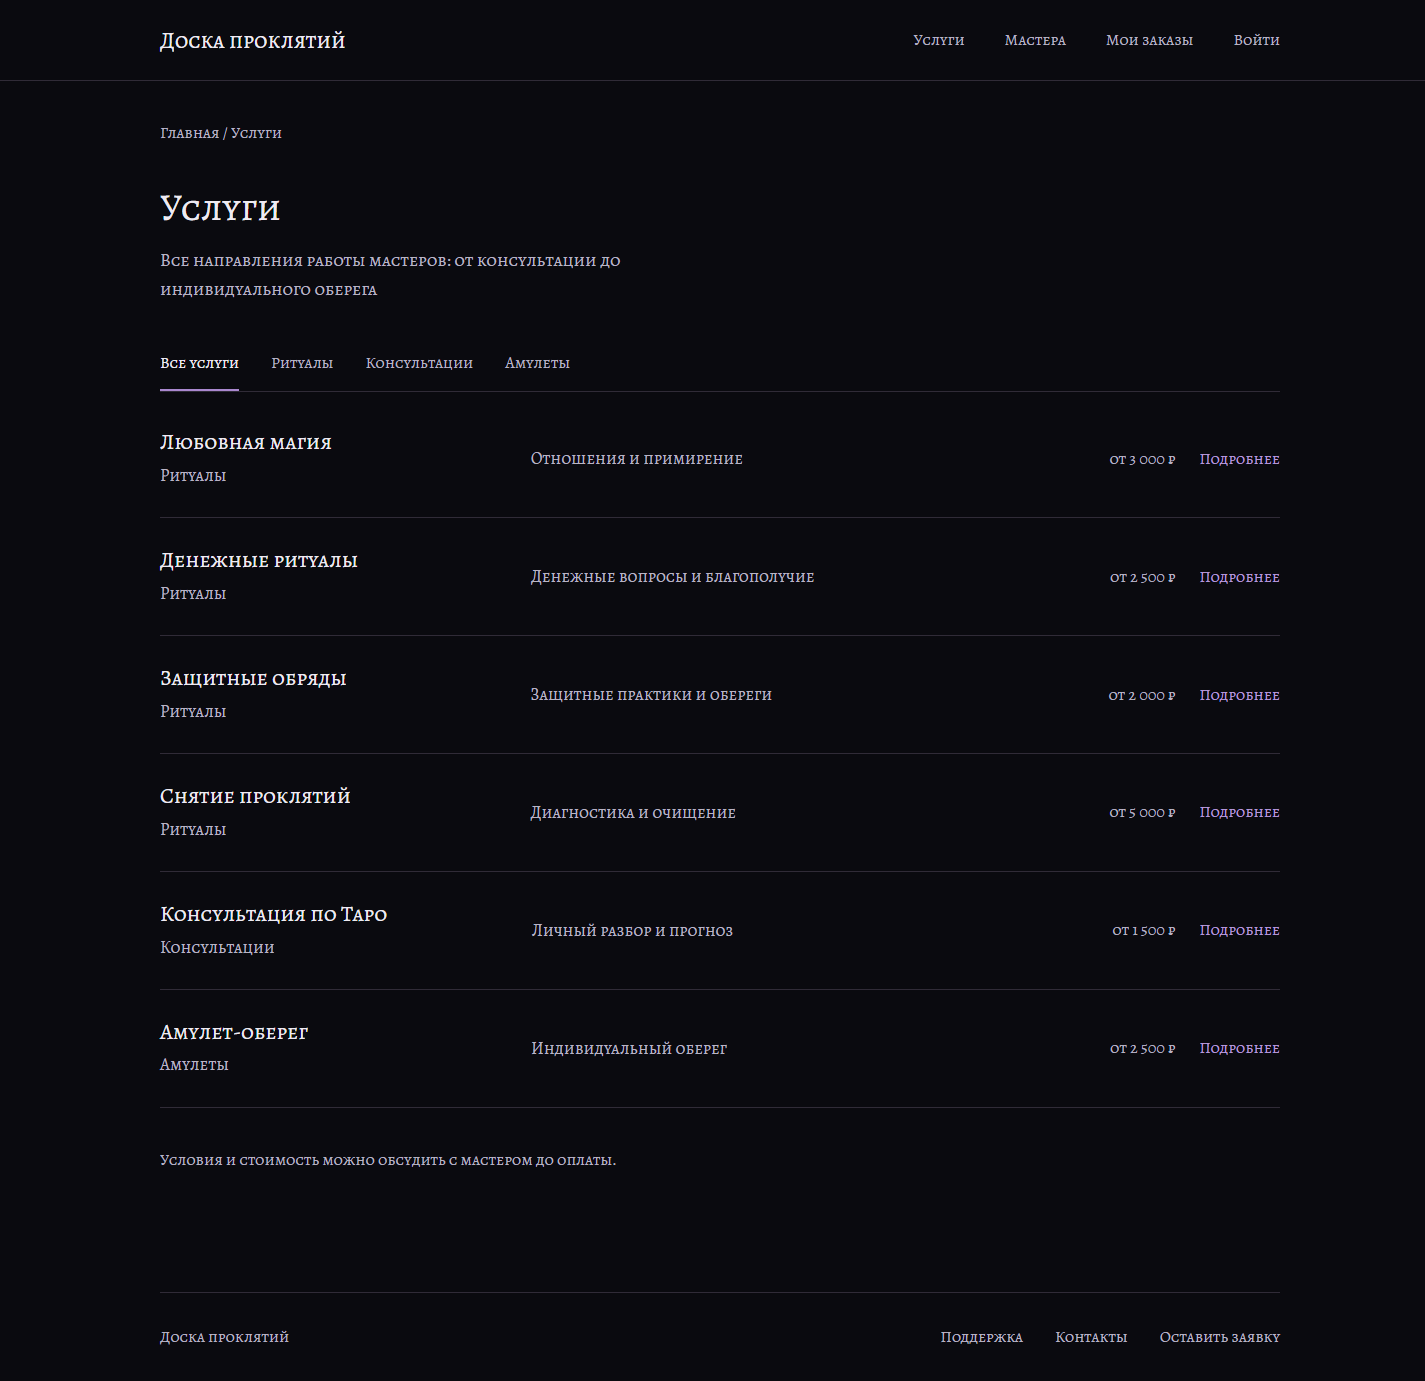 Доска проклятий
Услуги Мастера Мои заказы Войти
Главная / Услуги
Услуги
Все направления работы мастеров: от консультации до
индивидуального оберега
Все услуги Ритуалы Консультации Амулеты
Любовная магия
Ритуалы
Отношения и примирение
от 3 000 ₽ Подробнее
Денежные ритуалы
Ритуалы
Денежные вопросы и благополучие
от 2 500 ₽ Подробнее
Защитные обряды
Ритуалы
Защитные практики и обереги
от 2 000 ₽ Подробнее
Снятие проклятий
Ритуалы
Диагностика и очищение
от 5 000 ₽ Подробнее
Консультация по Таро
Консультации
Личный разбор и прогноз
от 1 500 ₽ Подробнее
Амулет-оберег
Амулеты
Индивидуальный оберег
от 2 500 ₽ Подробнее
Условия и стоимость можно обсудить с мастером до оплаты.
Доска проклятий
Поддержка Контакты Оставить заявку